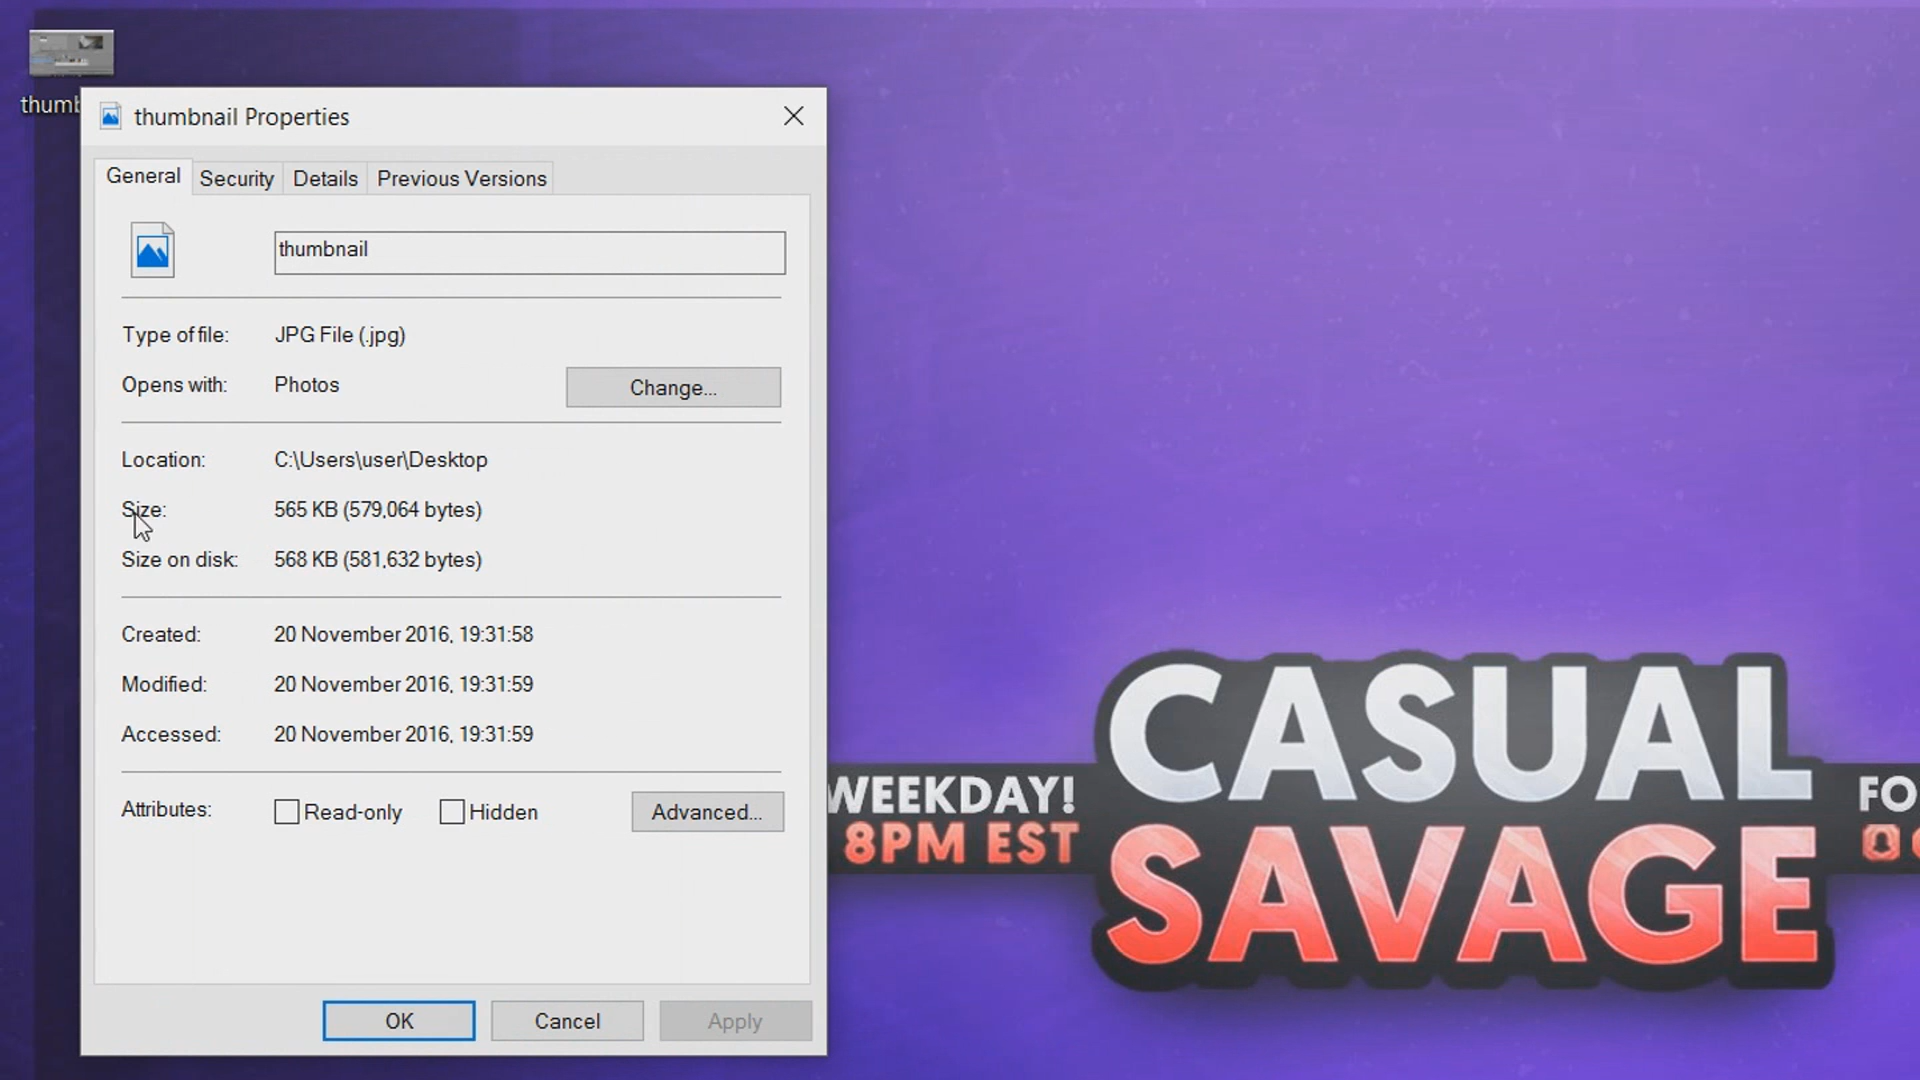 thumb
thumbnail Properties
General
Security
Details
Previous Versions
thumbnail
Type of file: JPG File (.jpg)
Opens with: Photos
Change...
Location: C:\Users\user\Desktop
Size: 565 KB (579,064 bytes)
Size on disk: 568 KB (581,632 bytes)
Created: 20 November 2016, 19:31:58
Modified: 20 November 2016, 19:31:59
Accessed: 20 November 2016, 19:31:59
Attributes: Read-only Hidden
Advanced...
OK
Cancel
Apply
WEEKDAY!
8PM EST
CASUAL
SAVAGE
FO